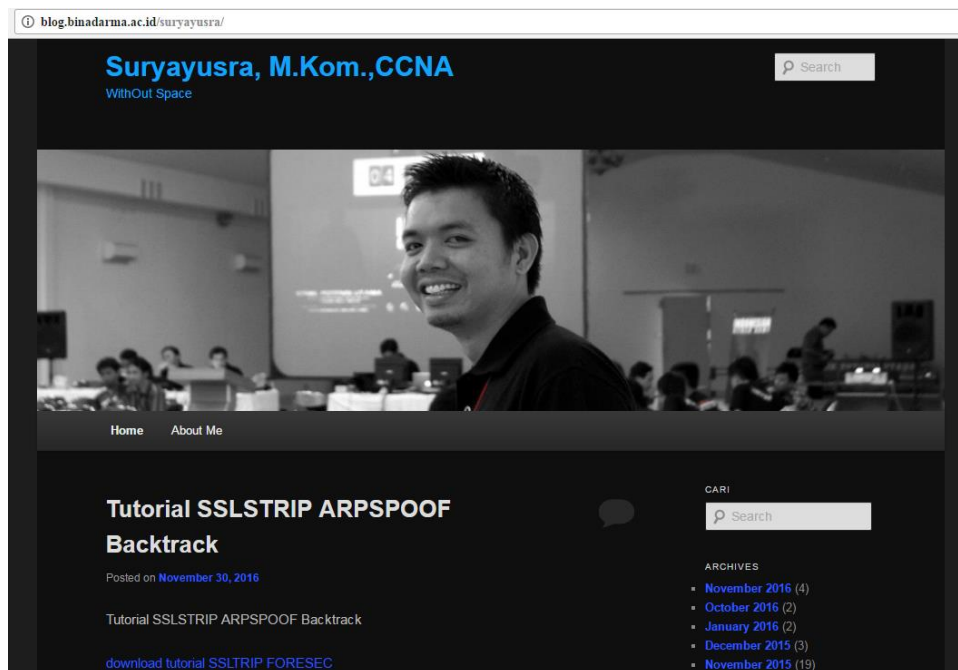 blog.binadarma.ac.id/suryayusra/
Suryayusra, M.Kom.,CCNA
WithOut Space
Search
04
Home About Me
Tutorial SSLSTRIP ARPSPOOF
Backtrack
Posted on November 30, 2016
Tutorial SSLSTRIP ARPSPOOF Backtrack
download tutorial SSLTRIP FORESEC
CARI
Search
ARCHIVES
November 2016 (4)
October 2016 (2)
January 2016 (2)
December 2015 (3)
November 2015 (19)